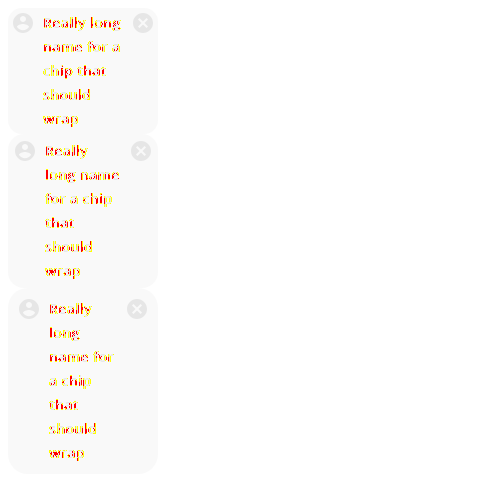 Really long
name for a
chip that
should
wrap
Really
long name
for a chip
that
should
wrap
Really
long
name for
a chip
that
should
wrap